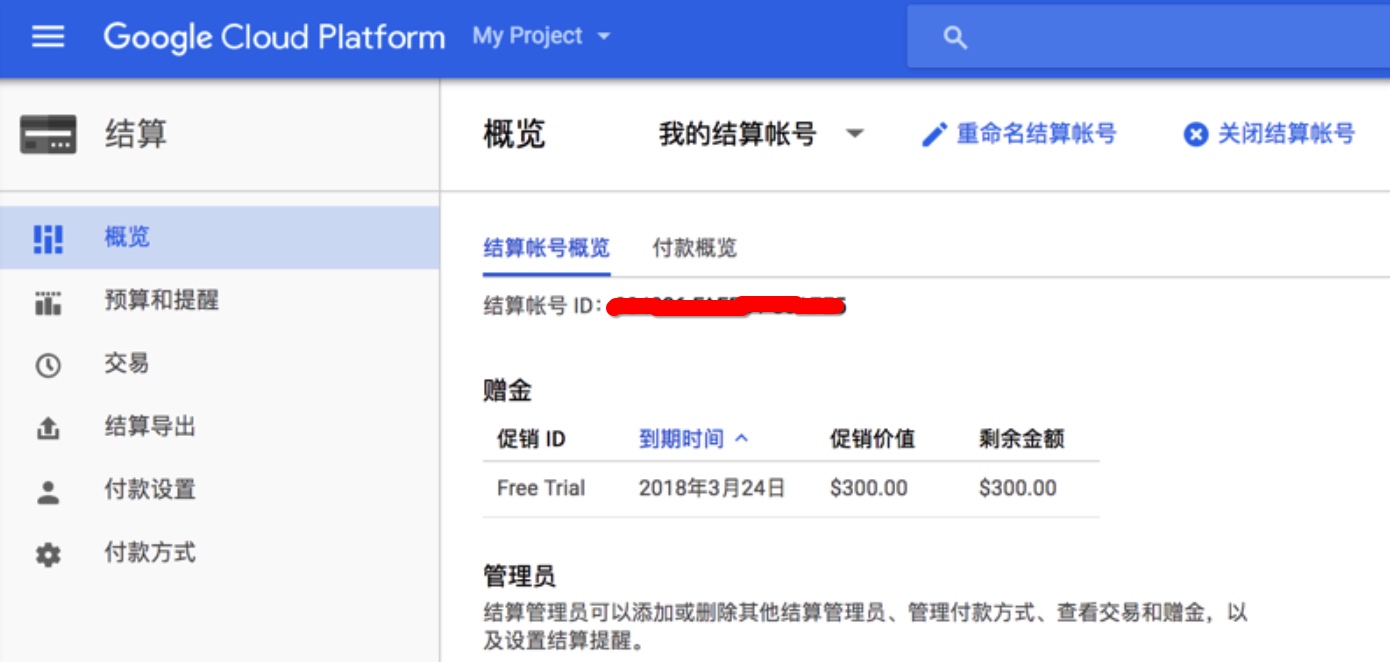 Google Cloud Platform My Project
结算
概览 我的结算帐号 重命名结算帐号 关闭结算帐号
概览
预算和提醒
交易
结算导出
付款设置
付款方式
结算帐号概览 付款概览
结算帐号 ID：
赠金
促销 ID 到期时间 促销价值 剩余金额
Free Trial 2018年3月24日 $300.00 $300.00
管理员
结算管理员可以添加或删除其他结算管理员、管理付款方式、查看交易和赠金，以
及设置结算提醒。